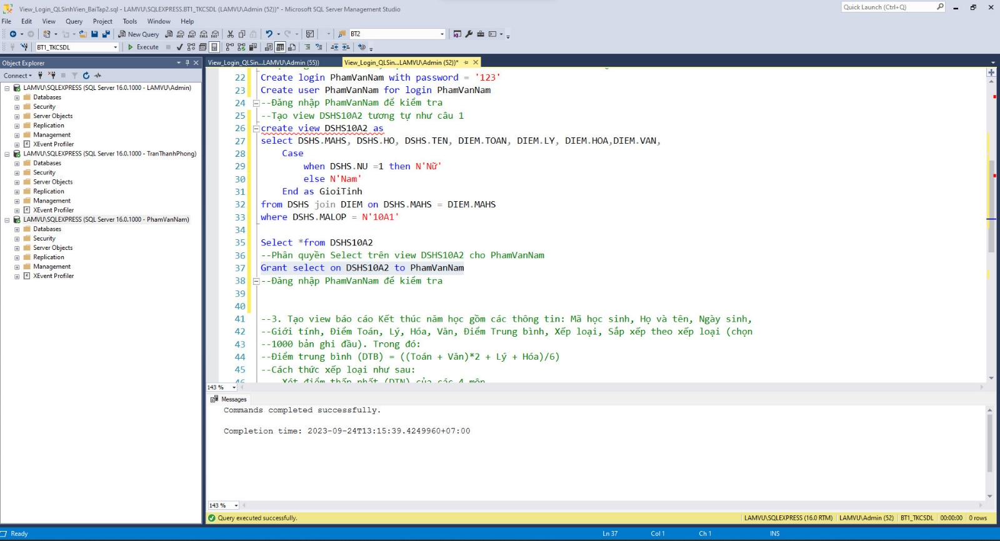 View_Login_QLSinhVien_BaiTap2.sql - LAMVU\SQLEXPRESS.BT1_TKCSDL (LAMVU\Admin (52))* - Microsoft SQL Server Management Studio
Quick Launch (Ctrl+Q)
File Edit View Query Project Tools Window Help
New Query MDX DMX XMLA DAX BT2
BT1_TKCSDL Execute
Object Explorer
View_Login_QLSin...LAMVU\Admin (55)) View_Login_QLSin...LAMVU\Admin (52))*
Connect
LAMVU\SQLEXPRESS (SQL Server 16.0.1000 - LAMVU\Admin)
Databases
Security
Server Objects
Replication
Management
XEvent Profiler
LAMVU\SQLEXPRESS (SQL Server 16.0.1000 - TranThanhPhong)
Databases
Security
Server Objects
Replication
Management
XEvent Profiler
LAMVU\SQLEXPRESS (SQL Server 16.0.1000 - PhamVanNam)
Databases
Security
Server Objects
Replication
Management
XEvent Profiler
22 Create login PhamVanNam with password = '123'
23 Create user PhamVanNam for login PhamVanNam
24 --Đăng nhập PhamVanNam để kiểm tra
25 --Tạo view DSHS10A2 tương tự như câu 1
26 create view DSHS10A2 as
27 select DSHS.MAHS, DSHS.HO, DSHS.TEN, DIEM.TOAN, DIEM.LY, DIEM.HOA,DIEM.VAN,
28 Case
29 when DSHS.NU =1 then N'Nữ'
30 else N'Nam'
31 End as GioiTinh
32 from DSHS join DIEM on DSHS.MAHS = DIEM.MAHS
33 where DSHS.MALOP = N'10A1'
34
35 Select *from DSHS10A2
36 --Phân quyền Select trên view DSHS10A2 cho PhamVanNam
37 Grant select on DSHS10A2 to PhamVanNam
38 --Đăng nhập PhamVanNam để kiểm tra
39
40
41 --3. Tạo view báo cáo Kết thúc năm học gồm các thông tin: Mã học sinh, Họ và tên, Ngày sinh,
42 --Giới tính, Điểm Toán, Lý, Hóa, Văn, Điểm Trung bình, Xếp loại, Sắp xếp theo xếp loại (chọn
43 --1000 bản ghi đầu). Trong đó:
44 --Điểm trung bình (DTB) = ((Toán + Văn)*2 + Lý + Hóa)/6)
45 --Cách thức xếp loại như sau:
46 Xét điểm thấp nhất (DTN) của các 4 môn
143 %
Messages
Commands completed successfully.
Completion time: 2023-09-24T13:15:39.4249960+07:00
143 %
Query executed successfully. LAMVU\SQLEXPRESS (16.0 RTM) LAMVU\Admin (52) BT1_TKCSDL 00:00:00 0 rows
Ready Ln 37 Col 1 Ch 1 INS